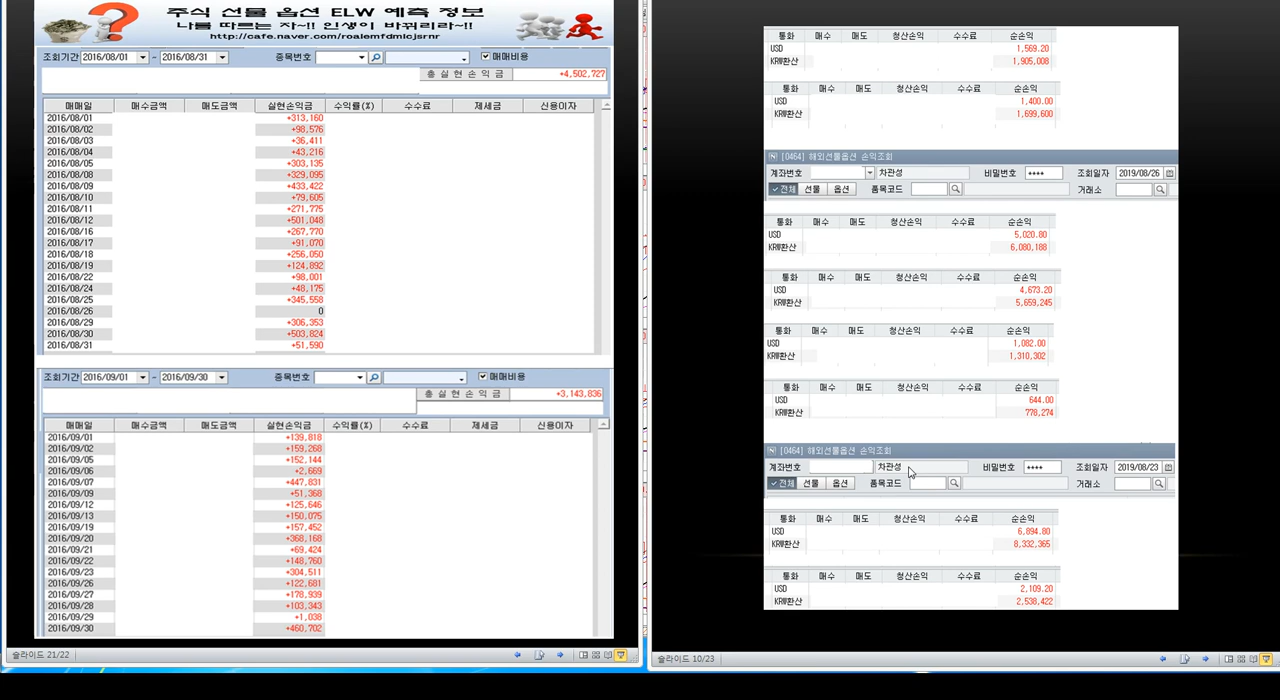 주식 선물 옵션 ELW 예측 정보
나를 따르는 자~!! 인생이 바뀌리라~!!
http://cafe.naver.com/roalemfdmlcjsrnr
조회기간 2016/08/01 ~ 2016/08/31 종목번호 매매비용
총 실 현 손 익 금 +4,502,727
매매일 매수금액 매도금액 실현손익금 수익률(%) 수수료 제세금 신용이자
2016/08/01 +313,160
2016/08/02 +98,576
2016/08/03 +36,411
2016/08/04 +43,216
2016/08/05 +303,135
2016/08/08 +329,095
2016/08/09 +433,422
2016/08/10 +79,605
2016/08/11 +271,775
2016/08/12 +501,048
2016/08/16 +267,770
2016/08/17 +91,070
2016/08/18 +256,050
2016/08/19 +124,892
2016/08/22 +98,001
2016/08/24 +48,175
2016/08/25 +345,558
2016/08/26 0
2016/08/29 +306,353
2016/08/30 +503,824
2016/08/31 +51,590
조회기간 2016/09/01 ~ 2016/09/30 종목번호 매매비용
총 실 현 손 익 금 +3,143,836
매매일 매수금액 매도금액 실현손익금 수익률(%) 수수료 제세금 신용이자
2016/09/01 +139,818
2016/09/02 +159,268
2016/09/05 +152,144
2016/09/06 +2,669
2016/09/07 +447,831
2016/09/09 +51,368
2016/09/12 +125,646
2016/09/13 +150,075
2016/09/19 +157,452
2016/09/20 +368,168
2016/09/21 +69,424
2016/09/22 +148,760
2016/09/23 +304,511
2016/09/26 +122,681
2016/09/27 +178,939
2016/09/28 +103,343
2016/09/29 +1,038
2016/09/30 +460,702
슬라이드 21/22
통화 매수 매도 청산손익 수수료 순손익
USD 1,569.20
KRW환산 1,905,008
통화 매수 매도 청산손익 수수료 순손익
USD 1,400.00
KRW환산 1,699,600
[0464] 해외선물옵션 손익조회
계좌번호 차관성 비밀번호 **** 조회일자 2019/08/26
전체 선물 옵션 품목코드 거래소
통화 매수 매도 청산손익 수수료 순손익
USD 5,020.80
KRW환산 6,080,188
통화 매수 매도 청산손익 수수료 순손익
USD 4,673.20
KRW환산 5,659,245
통화 매수 매도 청산손익 수수료 순손익
USD 1,082.00
KRW환산 1,310,302
통화 매수 매도 청산손익 수수료 순손익
USD 644.00
KRW환산 778,274
[0464] 해외선물옵션 손익조회
계좌번호 차관성 비밀번호 **** 조회일자 2019/08/23
전체 선물 옵션 품목코드 거래소
통화 매수 매도 청산손익 수수료 순손익
USD 6,894.80
KRW환산 8,332,365
통화 매수 매도 청산손익 수수료 순손익
USD 2,109.20
KRW환산 2,538,422
슬라이드 10/23